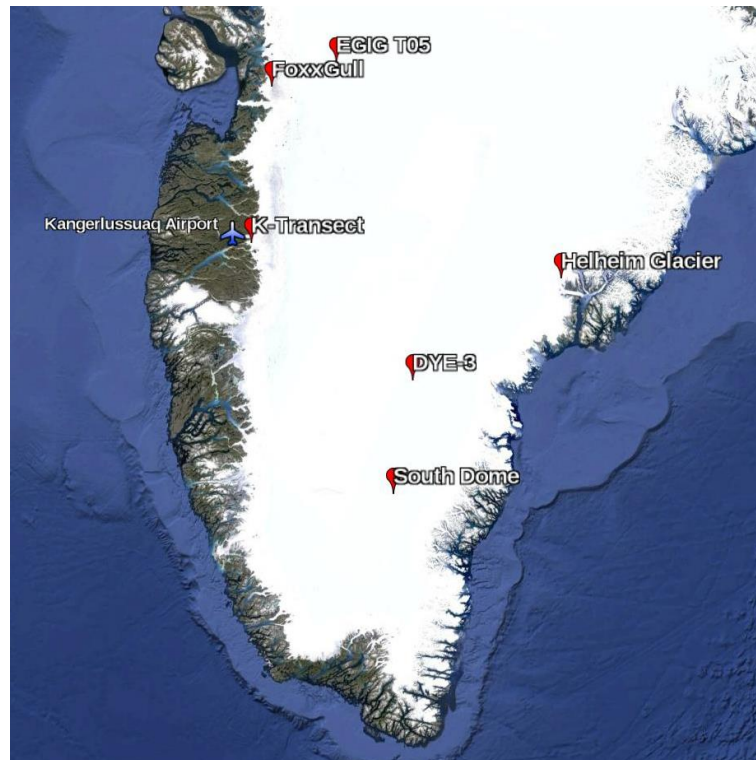 EGIG T05
FoxxGull
Kangerlussuaq Airport
K-Transect
Helheim Glacier
DYE-3
South Dome